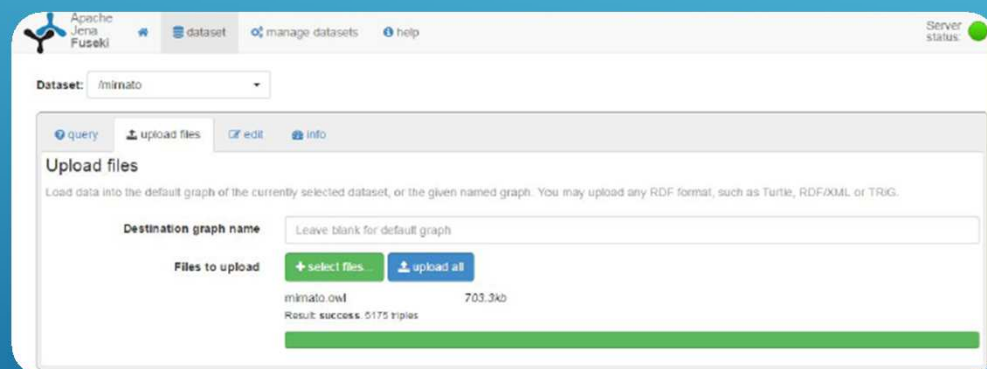 Apache
Jena
Fuseki
dataset
manage datasets
help
Server
status:
Dataset: /mirnato
query
upload files
edit
info
Upload files
Load data into the default graph of the currently selected dataset, or the given named graph. You may upload any RDF format, such as Turtle, RDF/XML or TRiG.
Destination graph name
Leave blank for default graph
Files to upload
select files...
upload all
mirnato.owl 703.3kb
Result: success. triples